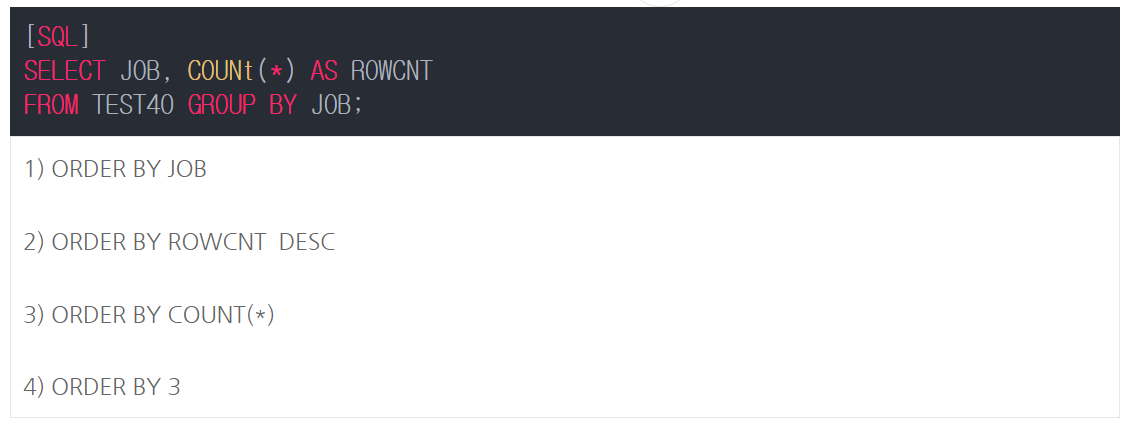 [SQL]
SELECT JOB, COUNt(*) AS ROWCNT
FROM TEST40 GROUP BY JOB;
1) ORDER BY JOB
2) ORDER BY ROWCNT DESC
3) ORDER BY COUNT(*)
4) ORDER BY 3